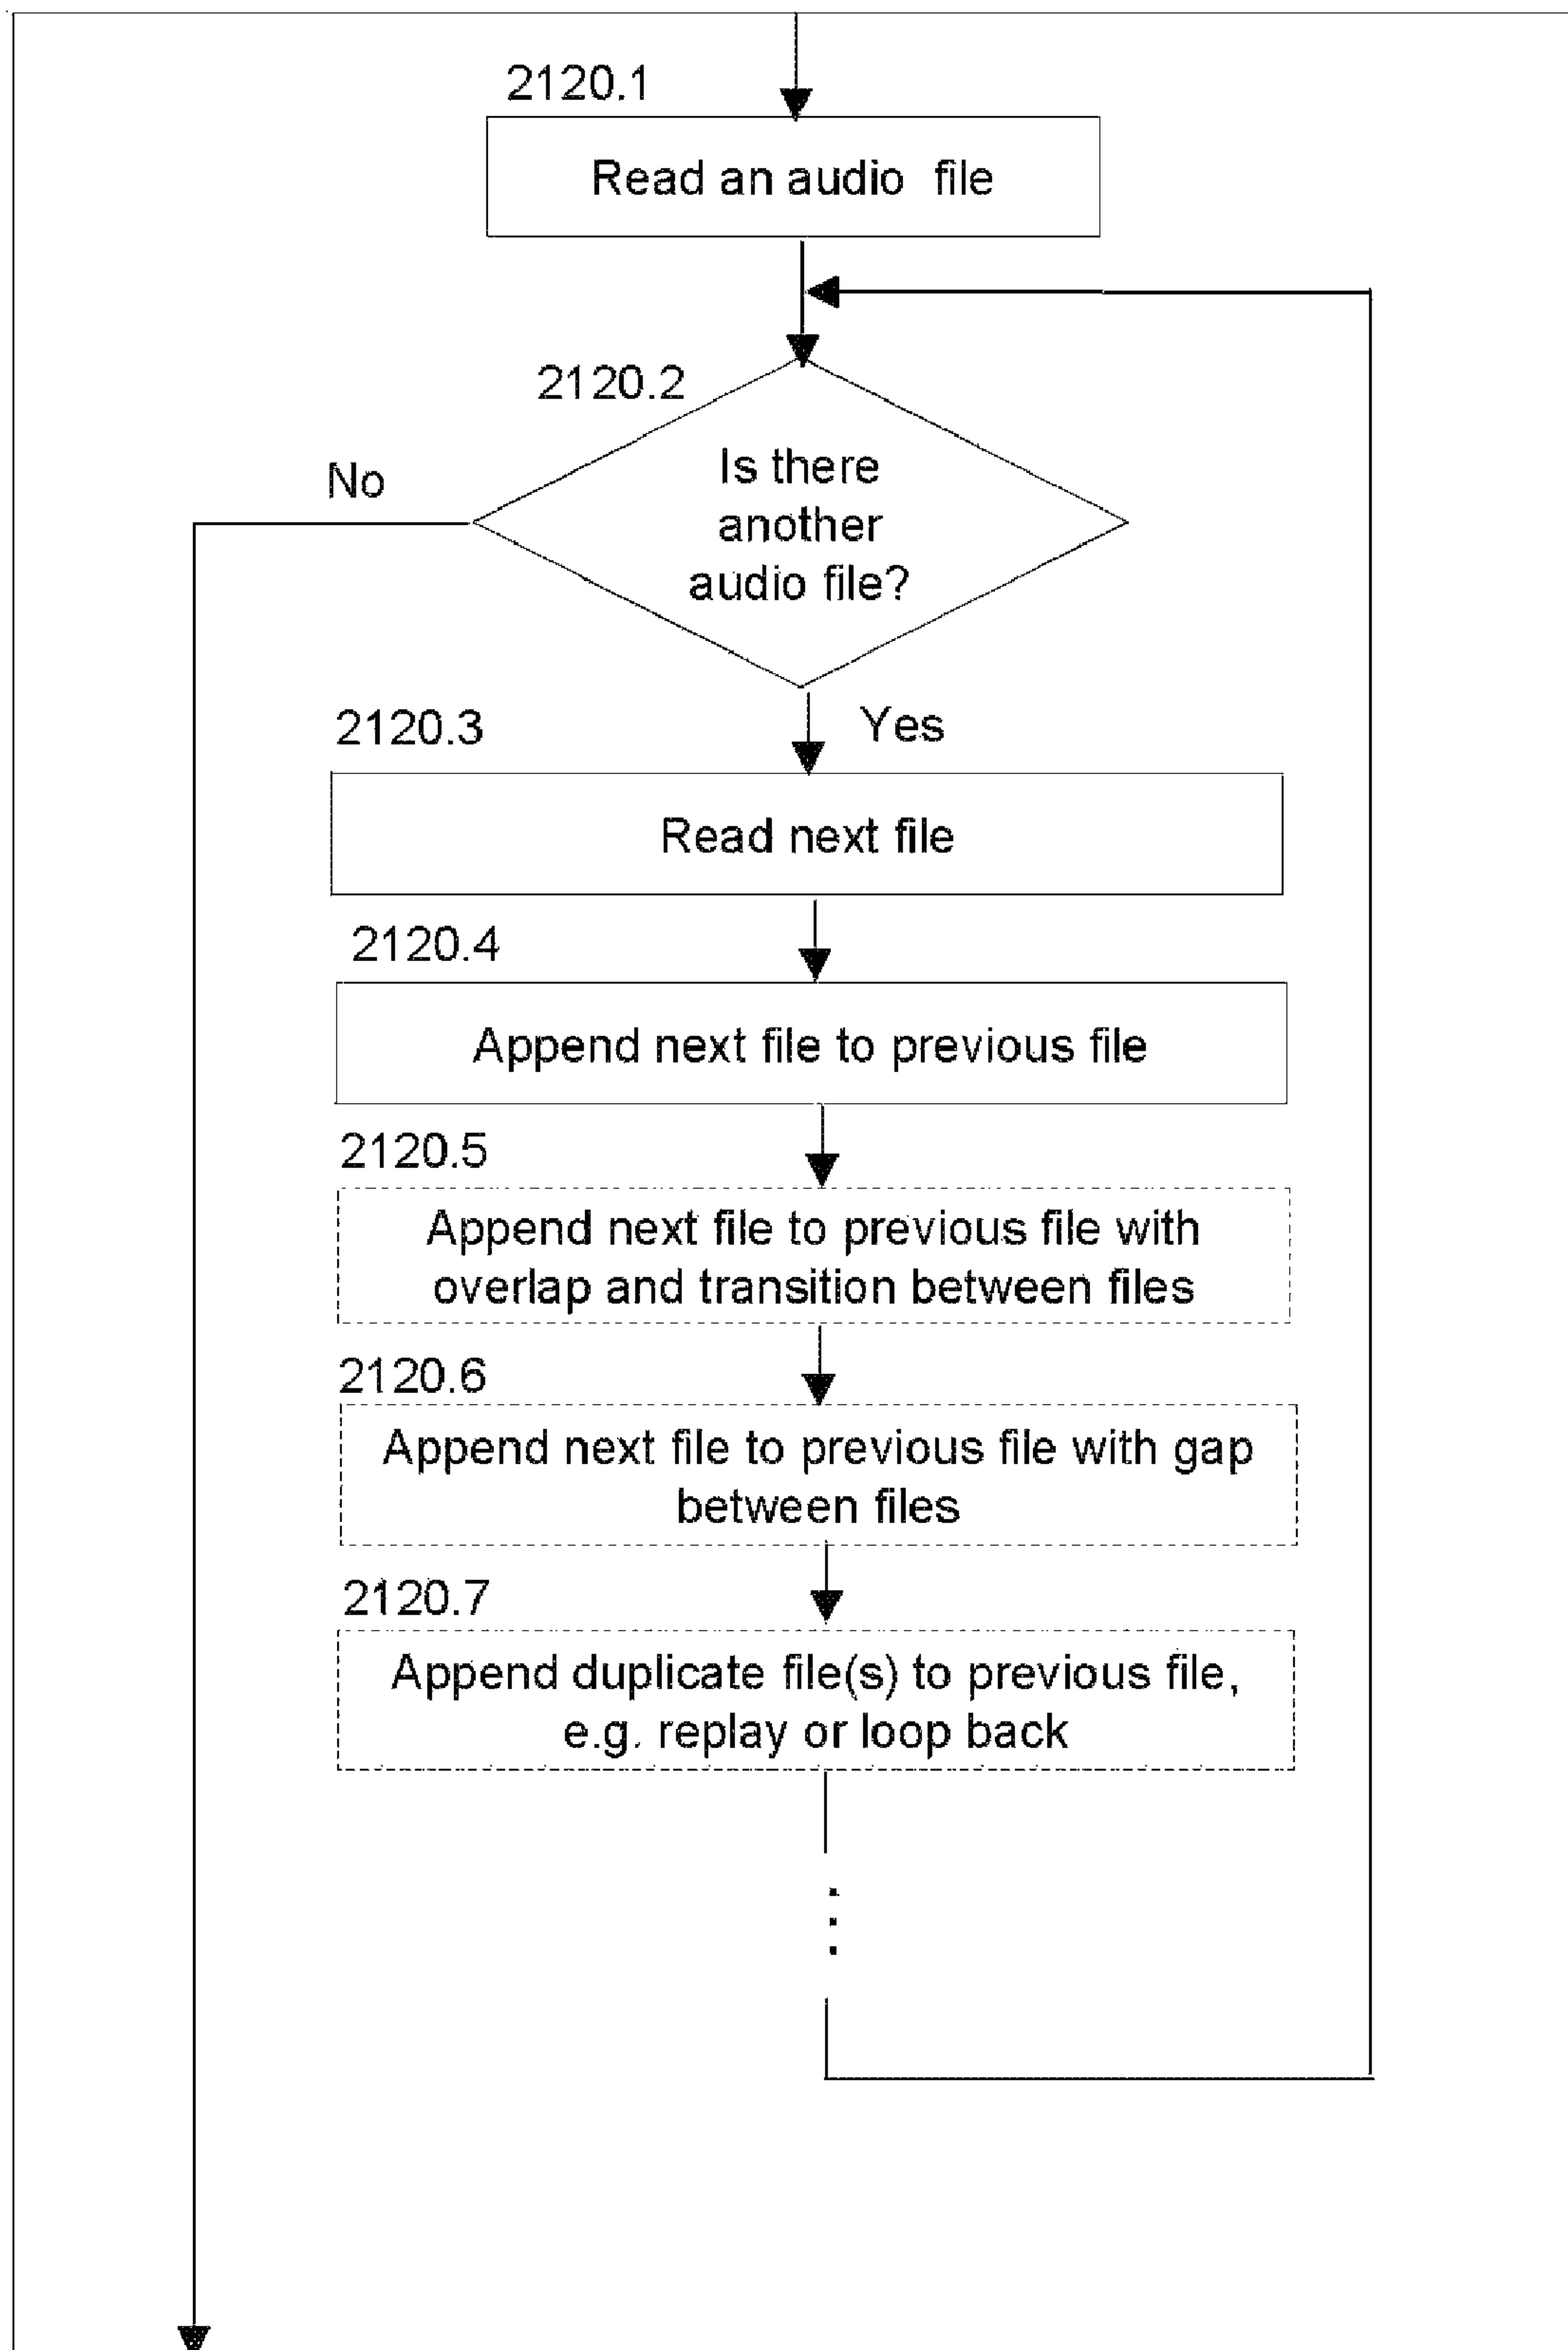 2120.1
Read an audio file
2120.2
No
Is there
another
audio file?
Yes
2120.3
Read next file
2120.4
Append next file to previous file
2120.5
Append next file to previous file with
overlap and transition between files
2120.6
Append next file to previous file with gap
between files
2120.7
Append duplicate file(s) to previous file,
e.g. replay or loop back